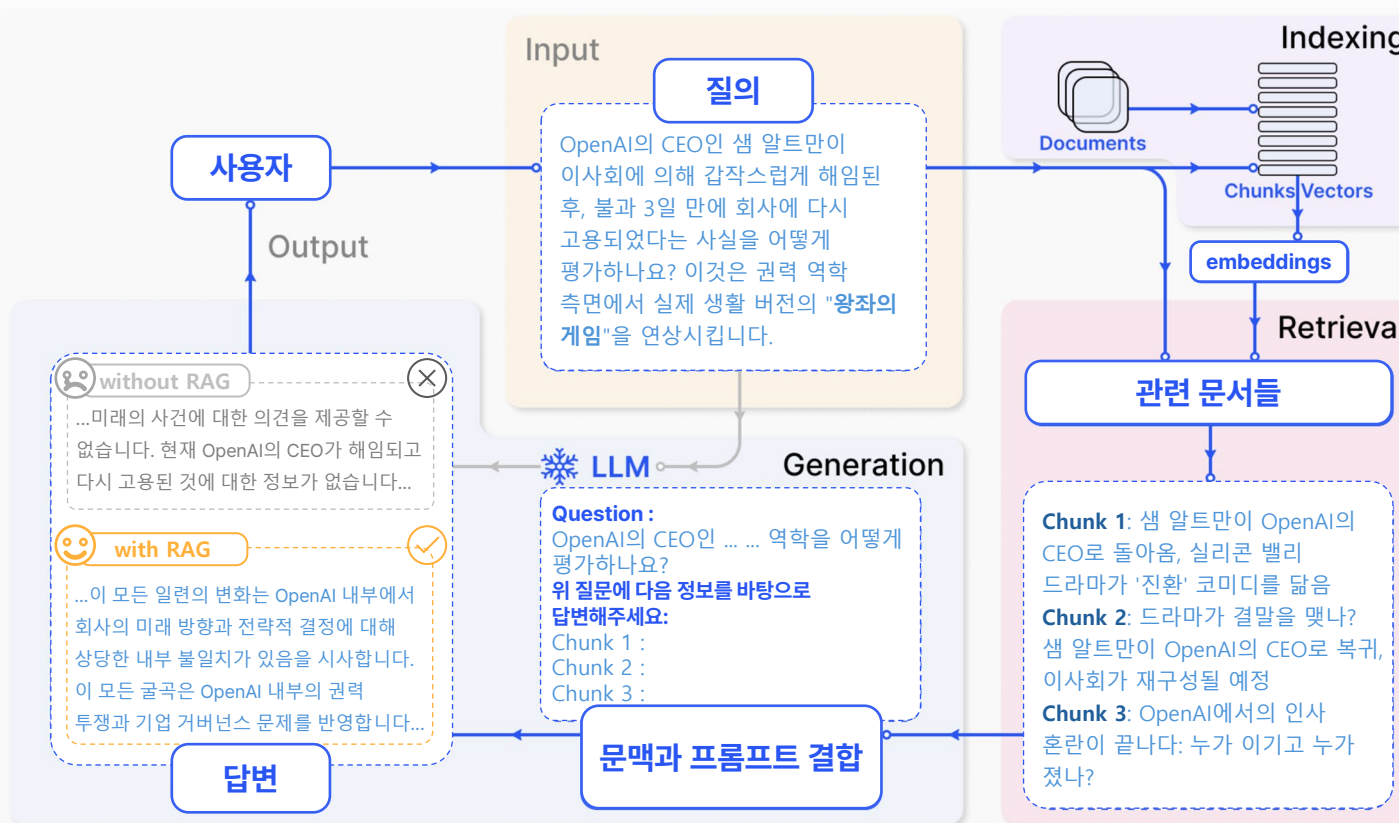 Input
질의
OpenAI의 CEO인 샘 알트만이
이사회에 의해 갑작스럽게 해임된
후, 불과 3일 만에 회사에 다시
고용되었다는 사실을 어떻게
평가하나요? 이것은 권력 역학
측면에서 실제 생활 버전의 "왕좌의
게임"을 연상시킵니다.
사용자
Output
Indexing
Documents
Chunks Vectors
embeddings
Retrieva
관련 문서들
Chunk 1: 샘 알트만이 OpenAI의
CEO로 돌아옴, 실리콘 밸리
드라마가 '진환' 코미디를 닮음
Chunk 2: 드라마가 결말을 맺나?
샘 알트만이 OpenAI의 CEO로 복귀,
이사회가 재구성될 예정
Chunk 3: OpenAI에서의 인사
혼란이 끝나다: 누가 이기고 누가
졌나?
LLM
Generation
Question :
OpenAI의 CEO인 ... ... 역학을 어떻게
평가하나요?
위 질문에 다음 정보를 바탕으로
답변해주세요:
Chunk 1 :
Chunk 2 :
Chunk 3 :
문맥과 프롬프트 결합
without RAG
...미래의 사건에 대한 의견을 제공할 수
없습니다. 현재 OpenAI의 CEO가 해임되고
다시 고용된 것에 대한 정보가 없습니다...
with RAG
...이 모든 일련의 변화는 OpenAI 내부에서
회사의 미래 방향과 전략적 결정에 대해
상당한 내부 불일치가 있음을 시사합니다.
이 모든 굴곡은 OpenAI 내부의 권력
투쟁과 기업 거버넌스 문제를 반영합니다...
답변